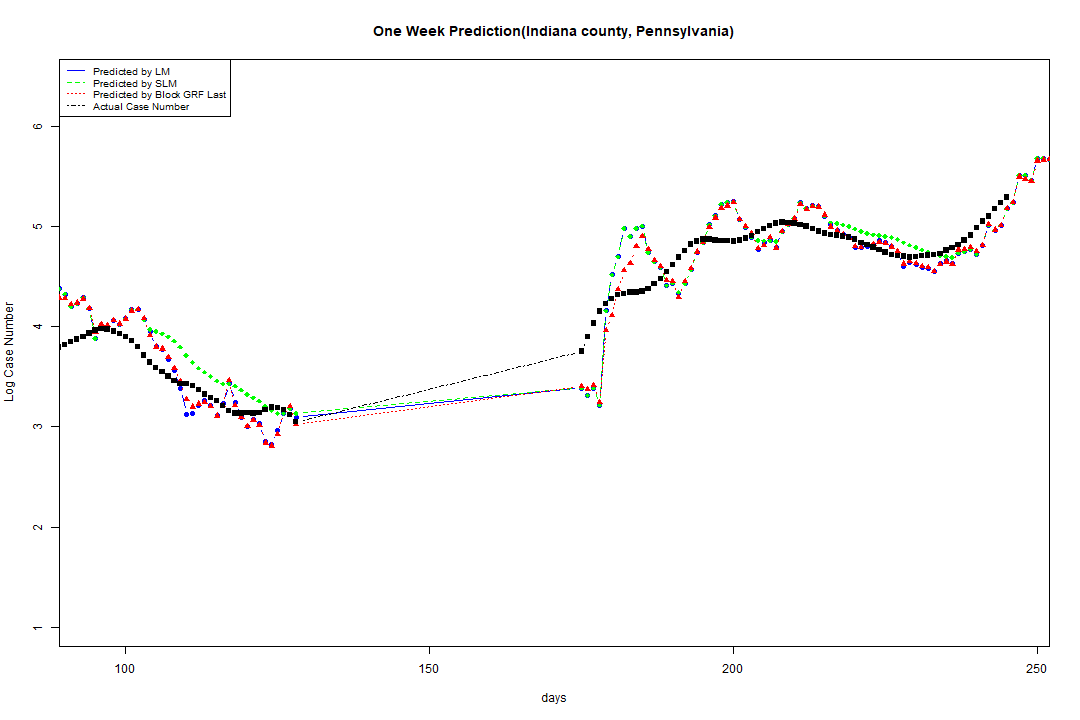 One Week Prediction(Indiana county, Pennsylvania)
Predicted by LM
Predicted by SLM
Predicted by Block GRF Last
Actual Case Number
6
5
4
3
2
1
Log Case Number
100 150 200 250
days